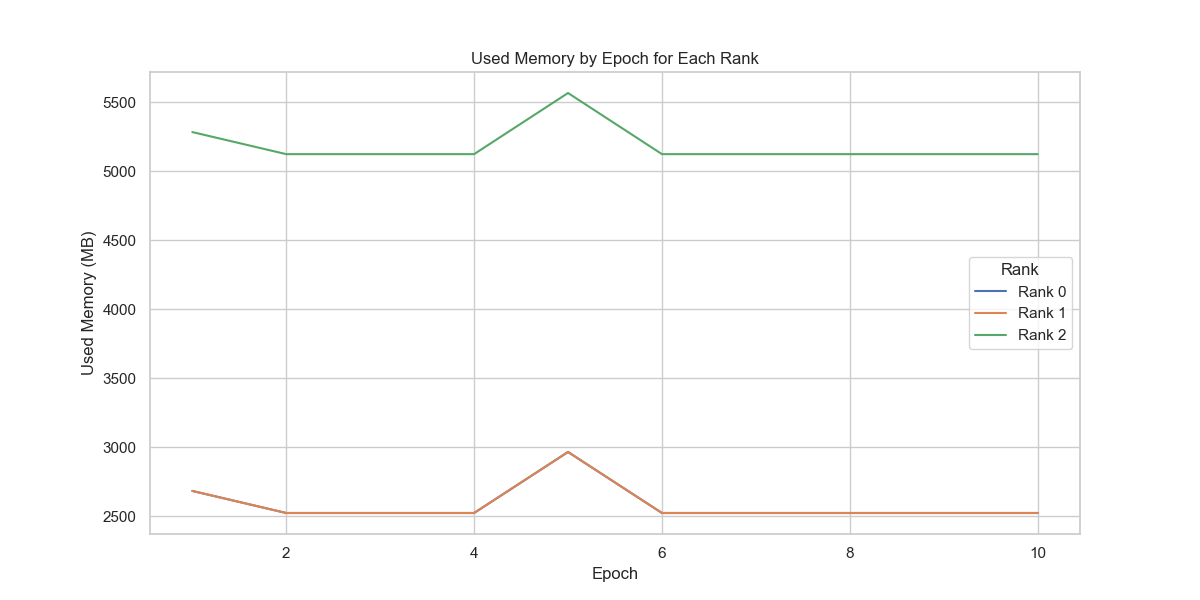 Used Memory by Epoch for Each Rank
Used Memory (MB)
5500
5000
4500
4000
3500
3000
2500
Rank
Rank 0
Rank 1
Rank 2
2 4 6 8 10
Epoch